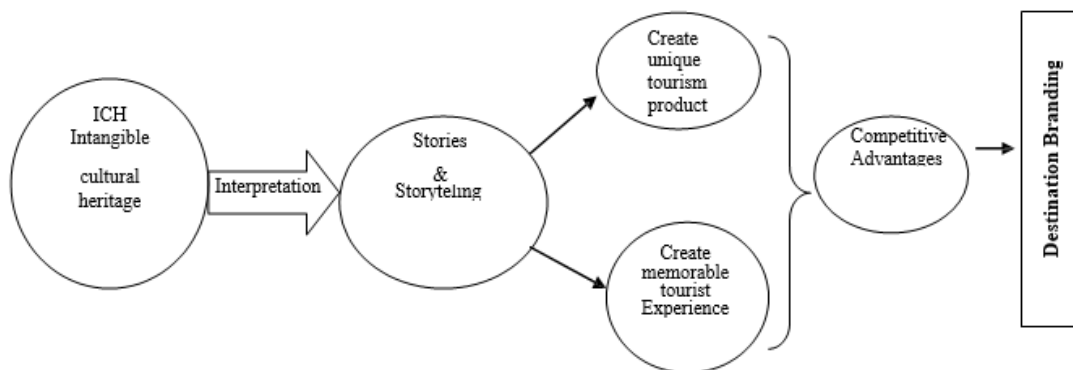 ICH
Intangible
cultural
heritage
Interpretation
Stories
&
Storyteling
Create
unique
tourism
product
Create
memorable
tourist
Experience
Competitive
Advantages
Destination Branding